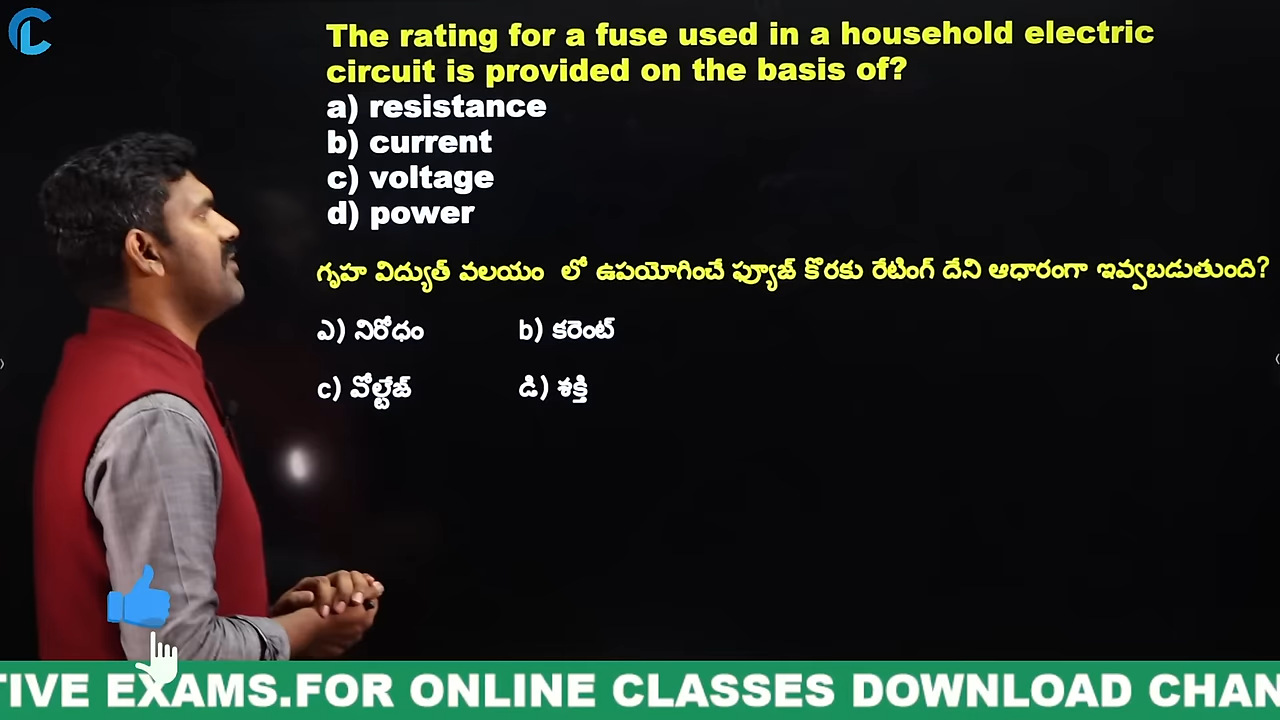 The rating for a fuse used in a household electric
circuit is provided on the basis of?
a) resistance
b) current
c) voltage
d) power
గృహ విద్యుత్ వలయం లో ఉపయోగించే ఫ్యూజ్ కొరకు రేటింగ్ దేని ఆధారంగా ఇవ్వబడుతుంది?
ఎ) నిరోధం b) కరెంట్
c) వోల్టేజ్ డి) శక్తి
TIVE EXAMS.FOR ONLINE CLASSES DOWNLOAD CHAN